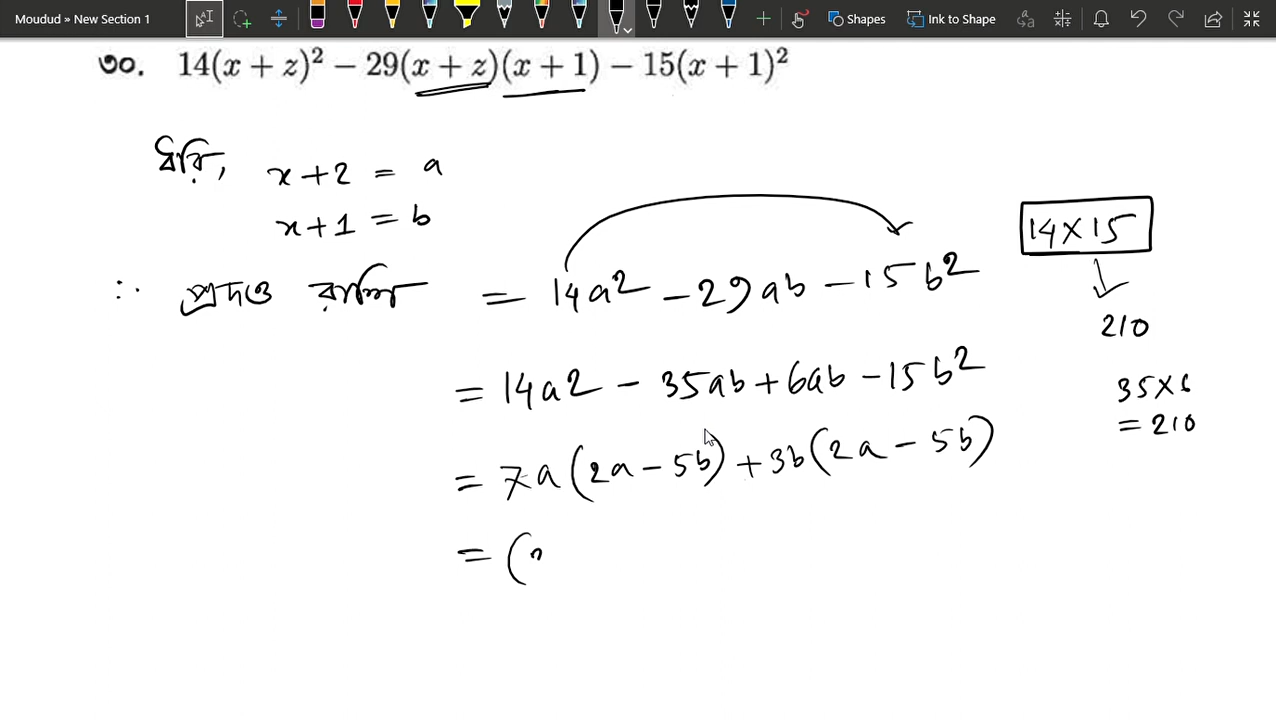 Moudud » New Section 1
Shapes
Ink to Shape
৩০. 14(x + z)² − 29(x + z)(x + 1) − 15(x + 1)²
ধরি, x+2 = a
x+1 = b
14×15
∴ প্রদত্ত রাশি = 14a2 − 29ab − 15b2
210
= 14a2 − 35ab + 6ab − 15b2
35×6
= 210
= 7a(2a − 5b) + 3b(2a − 5b)
= (